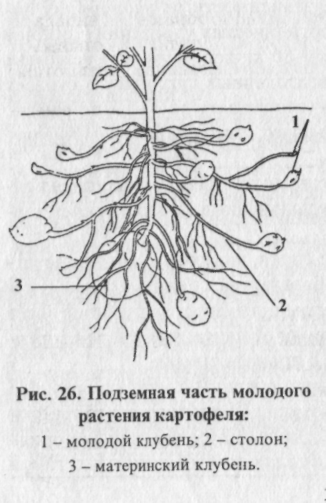 1
3
2
Рис. 26. Подземная часть молодого
растения картофеля:
1 – молодой клубень; 2 – столон;
3 – материнский клубень.